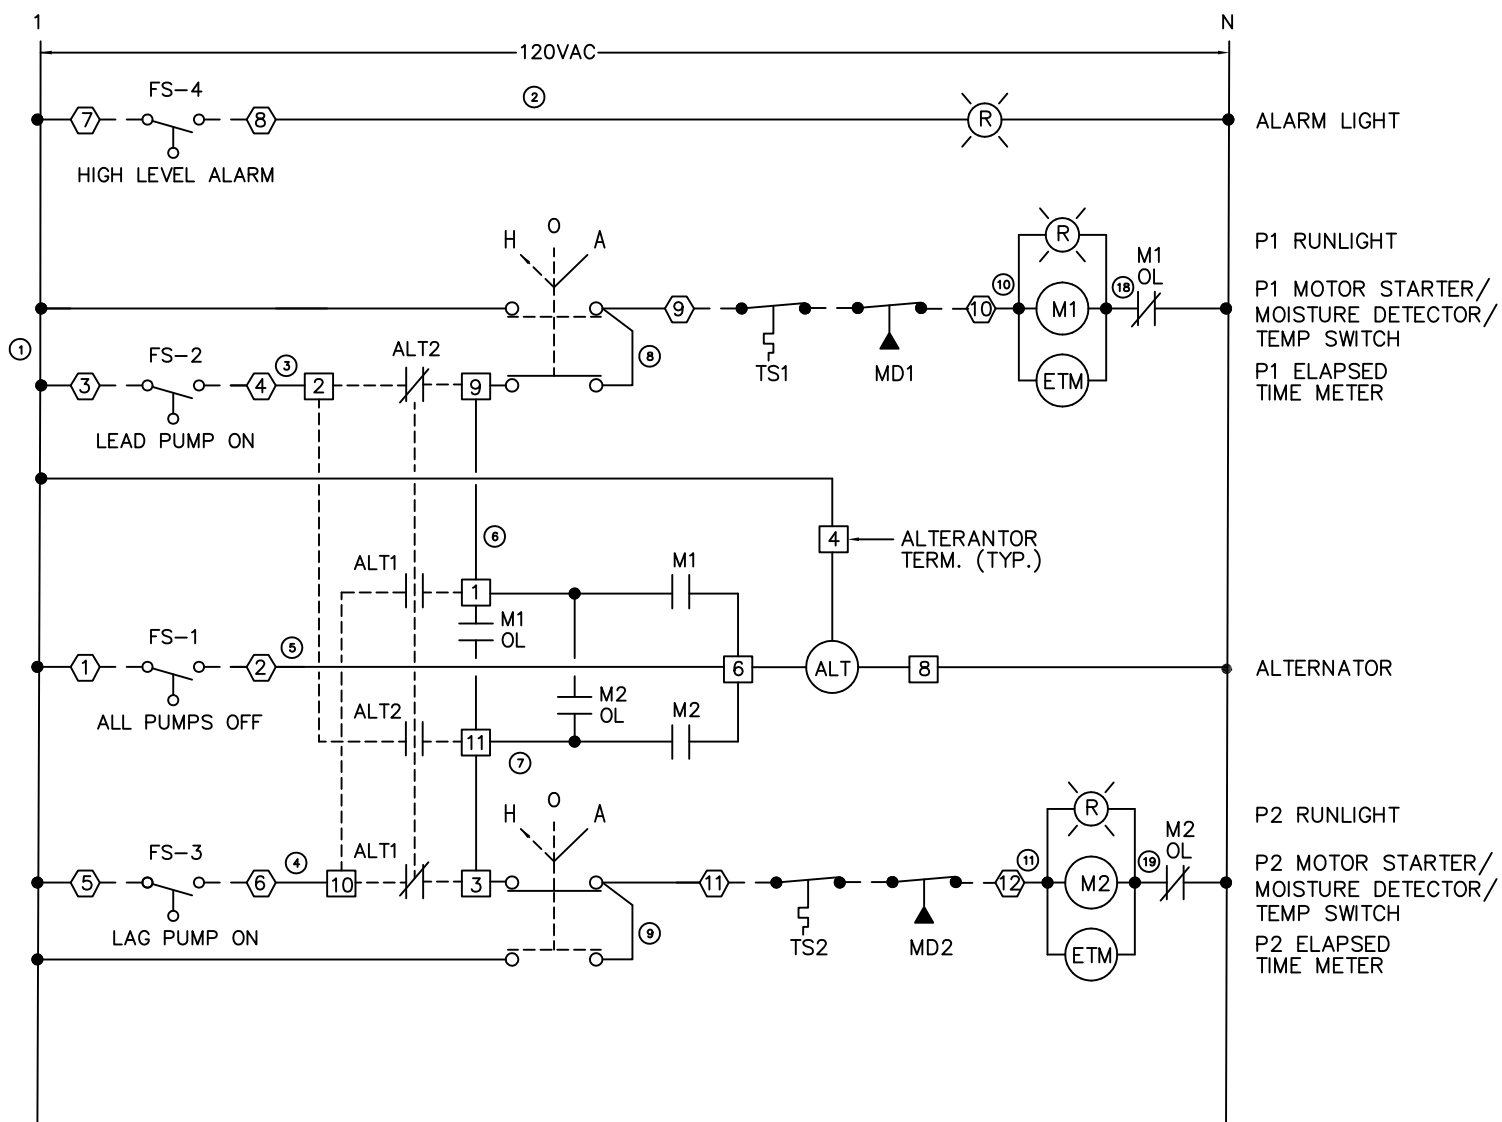 1
N
120VAC
FS-4
2
7
8
R
ALARM LIGHT
HIGH LEVEL ALARM
H
O
A
R
P1 RUNLIGHT
M1
OL
10
18
9
10
M1
P1 MOTOR STARTER/
MOISTURE DETECTOR/
TEMP SWITCH
1
FS-2
3
ALT2
8
TS1
MD1
3
4
2
9
ETM
P1 ELAPSED
TIME METER
LEAD PUMP ON
6
4
ALTERANTOR
TERM. (TYP.)
ALT1
1
M1
M1
OL
FS-1
5
1
2
6
ALT
8
ALTERNATOR
M2
OL
ALL PUMPS OFF
ALT2
11
M2
7
H
O
A
R
P2 RUNLIGHT
M2
OL
FS-3
4
ALT1
11
19
5
6
10
3
11
12
M2
P2 MOTOR STARTER/
MOISTURE DETECTOR/
TEMP SWITCH
LAG PUMP ON
9
TS2
MD2
ETM
P2 ELAPSED
TIME METER